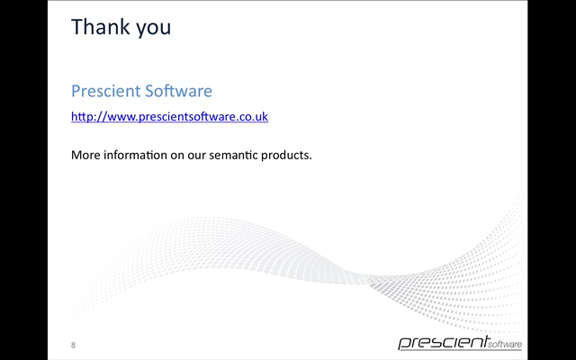 Thank you
Prescient Software
http://www.prescientsoftware.co.uk
More information on our semantic products.
8
prescient software